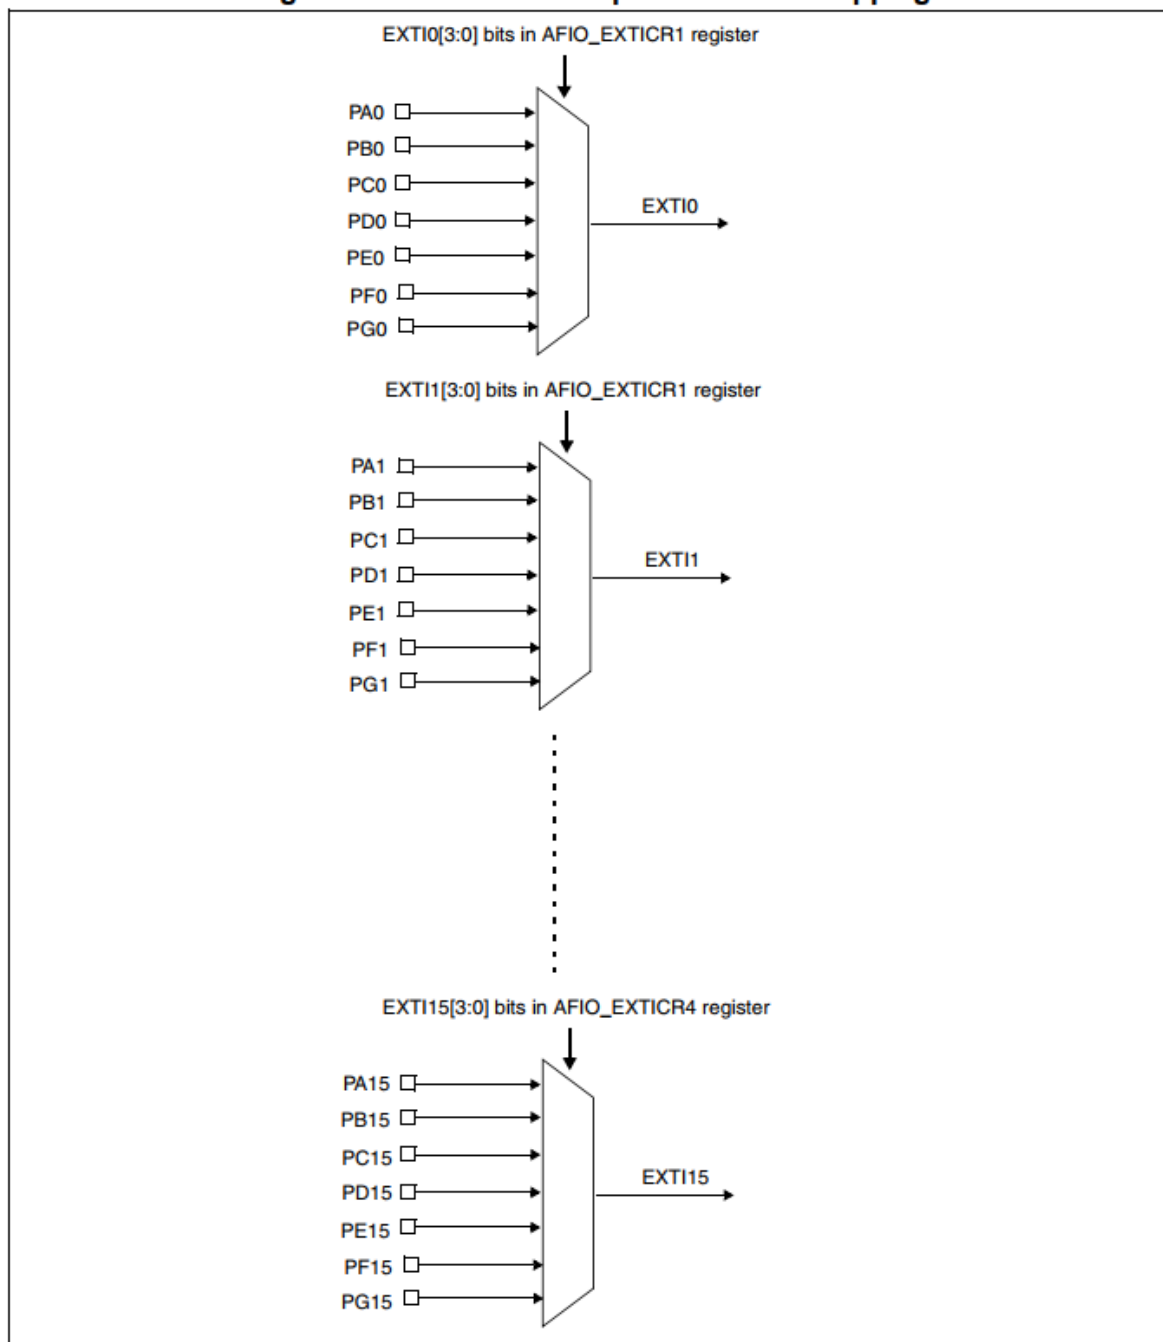 EXTI0[3:0] bits in AFIO_EXTICR1 register
PA0
PB0
PC0
PD0
PE0
PF0
PG0
EXTI0
EXTI1[3:0] bits in AFIO_EXTICR1 register
PA1
PB1
PC1
PD1
PE1
PF1
PG1
EXTI1
EXTI15[3:0] bits in AFIO_EXTICR4 register
PA15
PB15
PC15
PD15
PE15
PF15
PG15
EXTI15